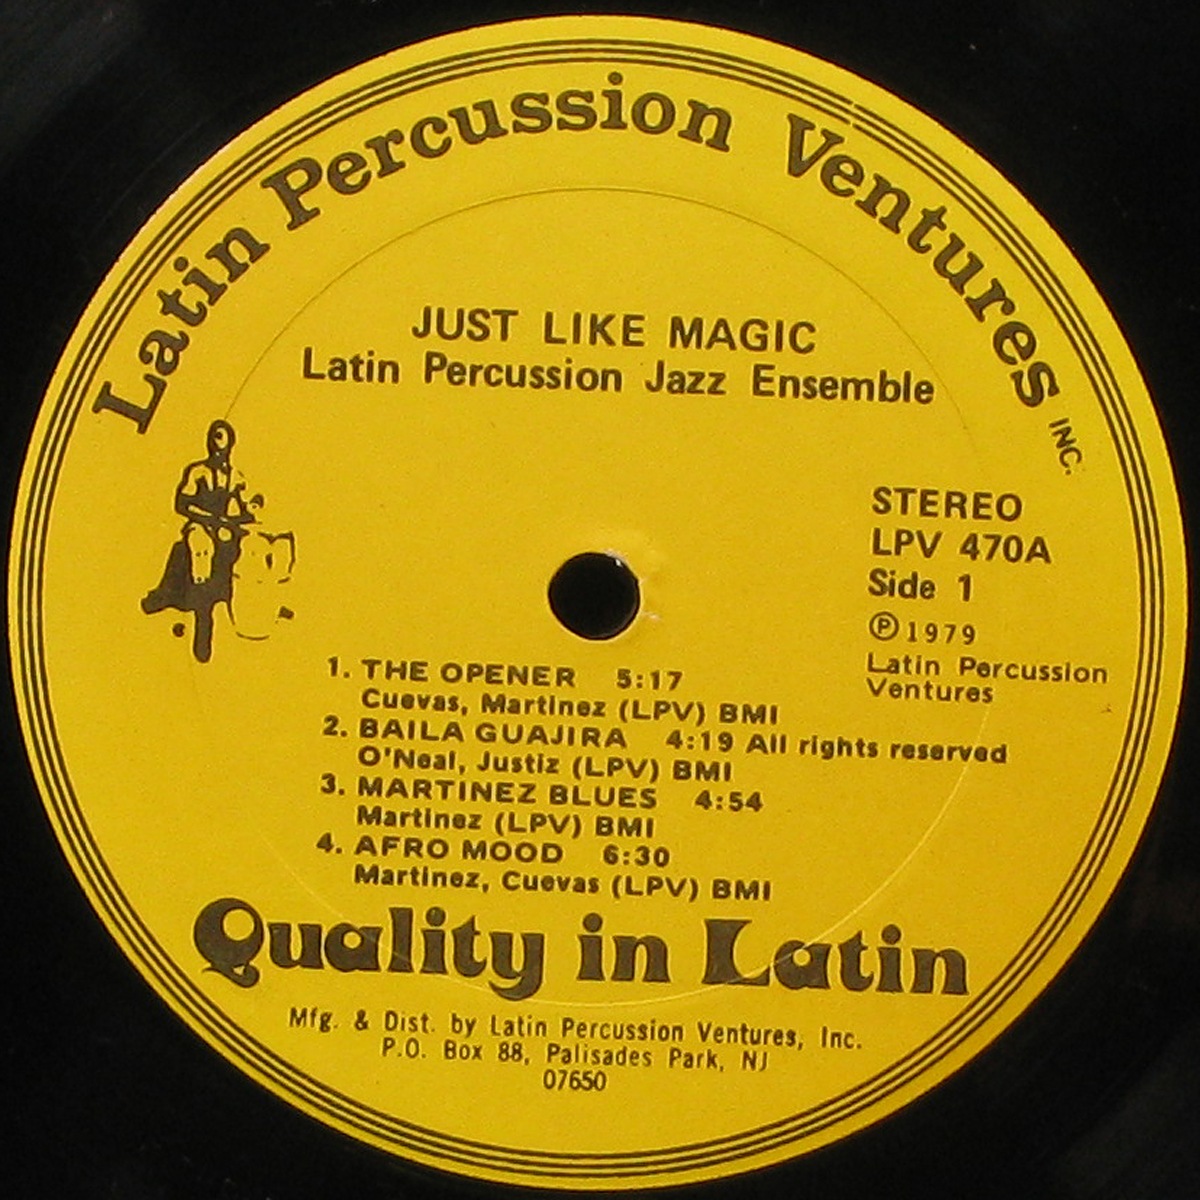 Latin Percussion Ventures INC.
JUST LIKE MAGIC
Latin Percussion Jazz Ensemble
STEREO
LPV 470A
Side 1
Ⓟ 1979
Latin Percussion
Ventures
1. THE OPENER 5:17
Cuevas, Martinez (LPV) BMI
2. BAILA GUAJIRA 4:19 All rights reserved
O'Neal, Justiz (LPV) BMI
3. MARTINEZ BLUES 4:54
Martinez (LPV) BMI
4. AFRO MOOD 6:30
Martinez, Cuevas (LPV) BMI
Quality in Latin
Mfg. & Dist. by Latin Percussion Ventures, Inc.
P.O. Box 88, Palisades Park, NJ
07650